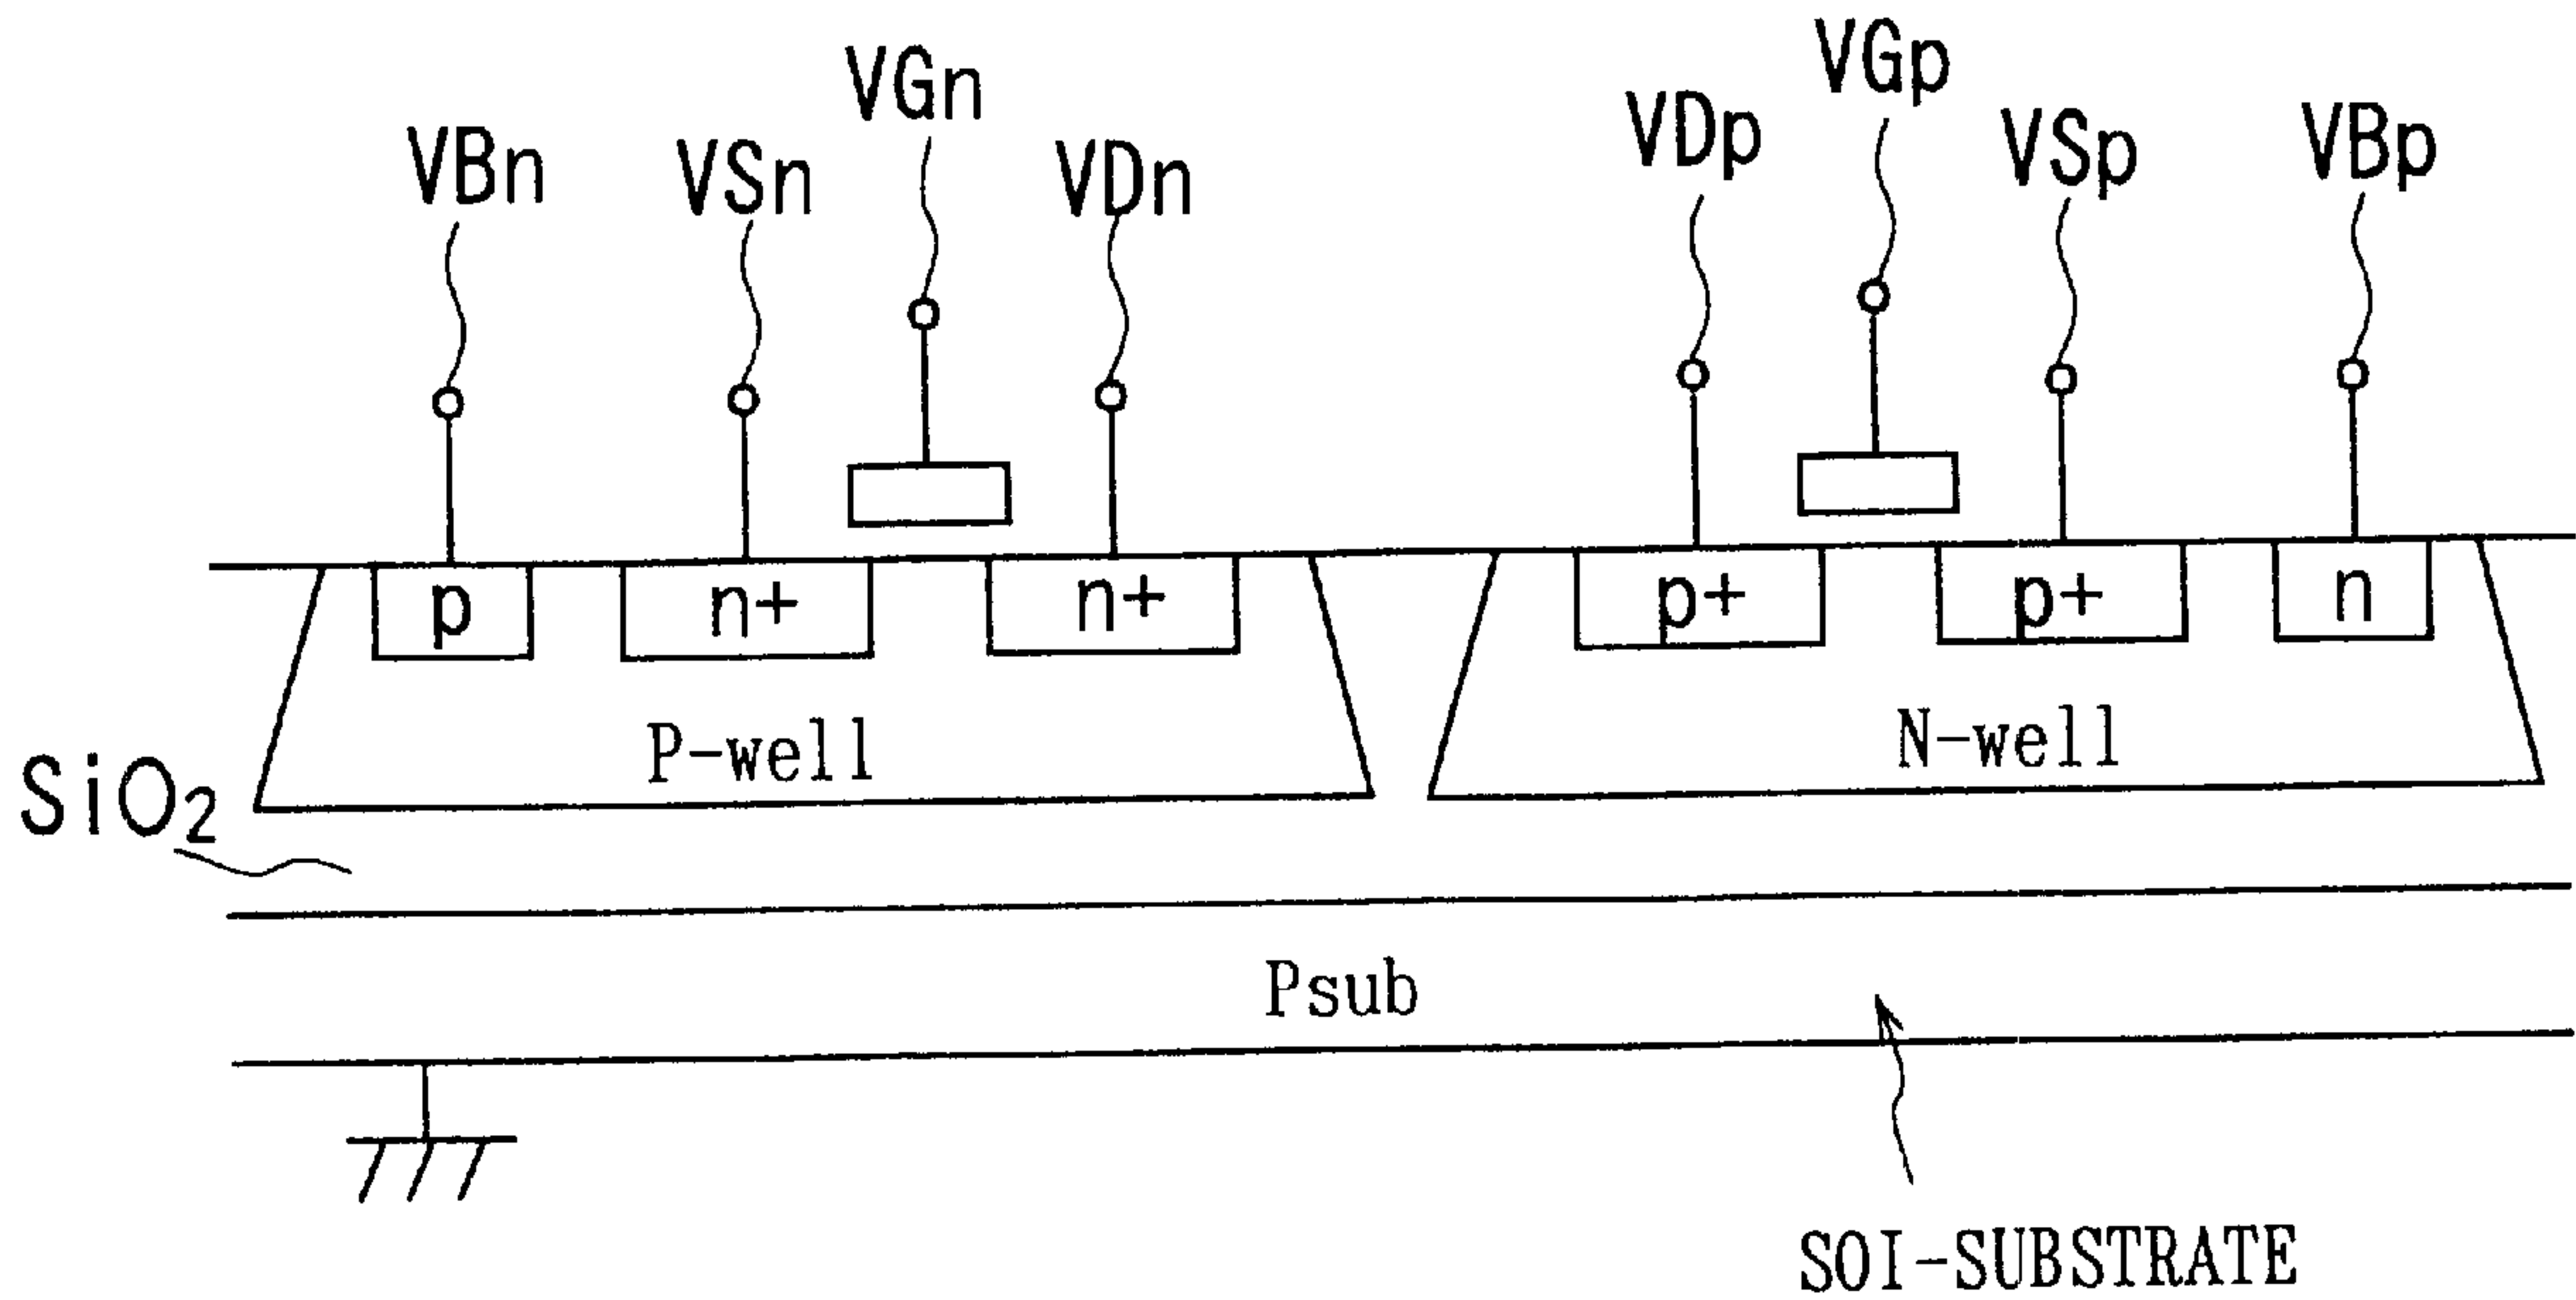 VBn
VSn
VGn
VDn
VDp
VGp
VSp
VBp
p
n+
n+
p+
p+
n
P-well
N-well
SiO₂
Psub
SOI-SUBSTRATE